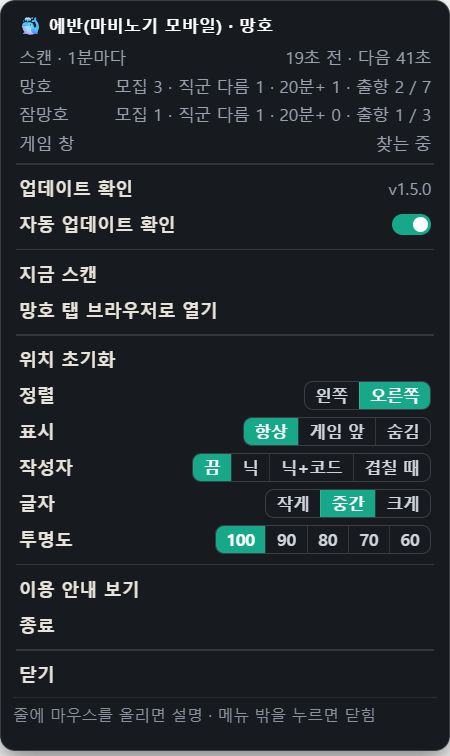 에반(마비노기 모바일) · 망호
스캔 · 1분마다 19초 전 · 다음 41초
망호 모집 3 · 직군 다름 1 · 20분+ 1 · 출항 2 / 7
잠망호 모집 1 · 직군 다름 1 · 20분+ 0 · 출항 1 / 3
게임 창 찾는 중
업데이트 확인 v1.5.0
자동 업데이트 확인
지금 스캔
망호 탭 브라우저로 열기
위치 초기화
정렬 왼쪽 오른쪽
표시 항상 게임 앞 숨김
작성자 끔 닉 닉+코드 겹칠 때
글자 작게 중간 크게
투명도 100 90 80 70 60
이용 안내 보기
종료
닫기
줄에 마우스를 올리면 설명 · 메뉴 밖을 누르면 닫힘